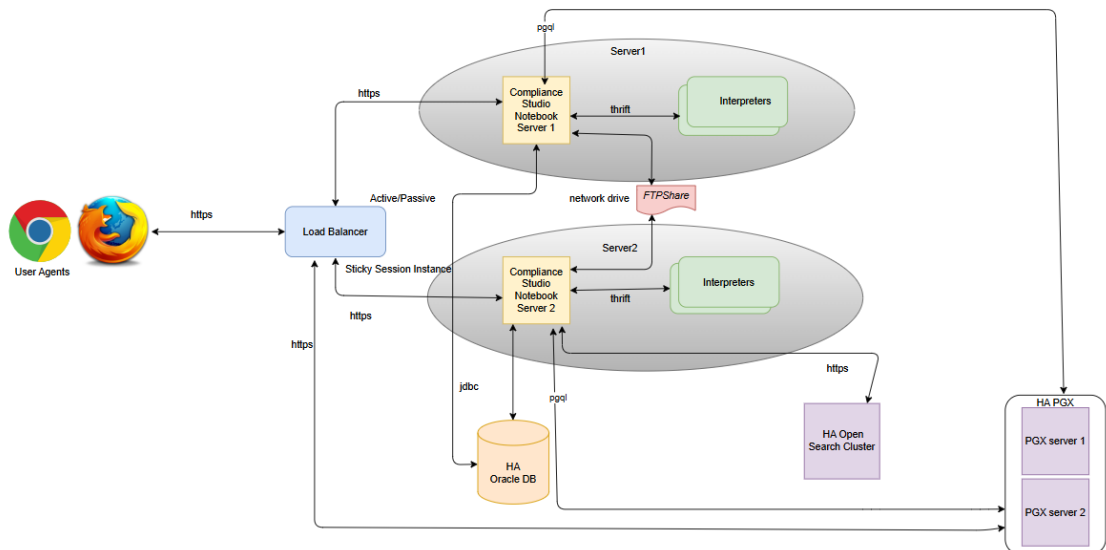 pgql
Server1
https
Compliance
Studio
Notebook
Server 1
thrift
Interpreters
Active/Passive
network drive
FTPShare
https
Load Balancer
User Agents
Server2
Sticky Session Instance
Compliance
Studio
Notebook
Server 2
thrift
Interpreters
https
https
https
jdbc
pgql
HA
Oracle DB
HA Open
Search Cluster
HA PGX
PGX server 1
PGX server 2